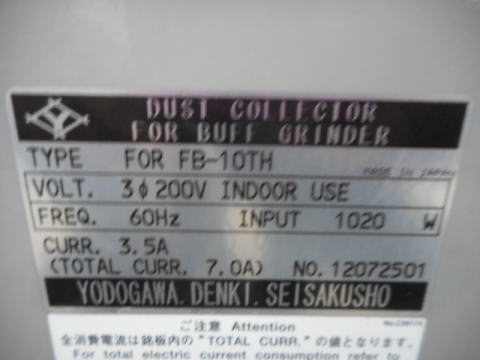 DUST COLLECTOR
FOR BUFF GRINDER
TYPE FOR FB-10TH
MADE IN JAPAN
VOLT. 3φ200V INDOOR USE
FREQ. 60Hz INPUT 1020 W
CURR. 3.5A
(TOTAL CURR. 7.0A) NO.12072501
YODOGAWA.DENKI.SEISAKUSHO
ご注意 Attention
全消費電流は銘板内の"TOTAL CURR."の値となります。
For total electric current consumption refer to